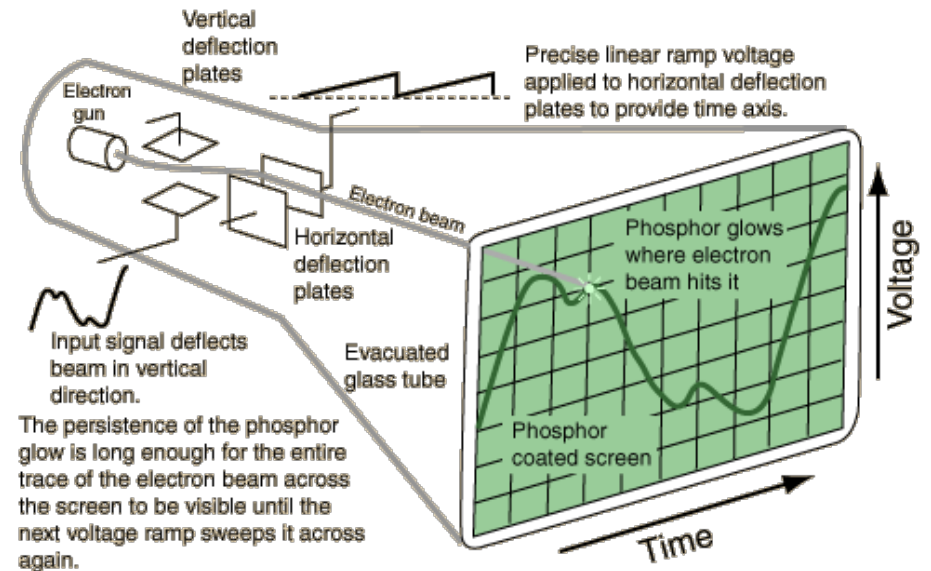 Vertical
deflection
plates
Precise linear ramp voltage
applied to horizontal deflection
plates to provide time axis.
Electron
gun
Electron beam
Horizontal
deflection
plates
Phosphor glows
where electron
beam hits it
Voltage
Input signal deflects
beam in vertical
direction.
Evacuated
glass tube
Phosphor
coated screen
The persistence of the phosphor
glow is long enough for the entire
trace of the electron beam across
the screen to be visible until the
next voltage ramp sweeps it across
again.
Time